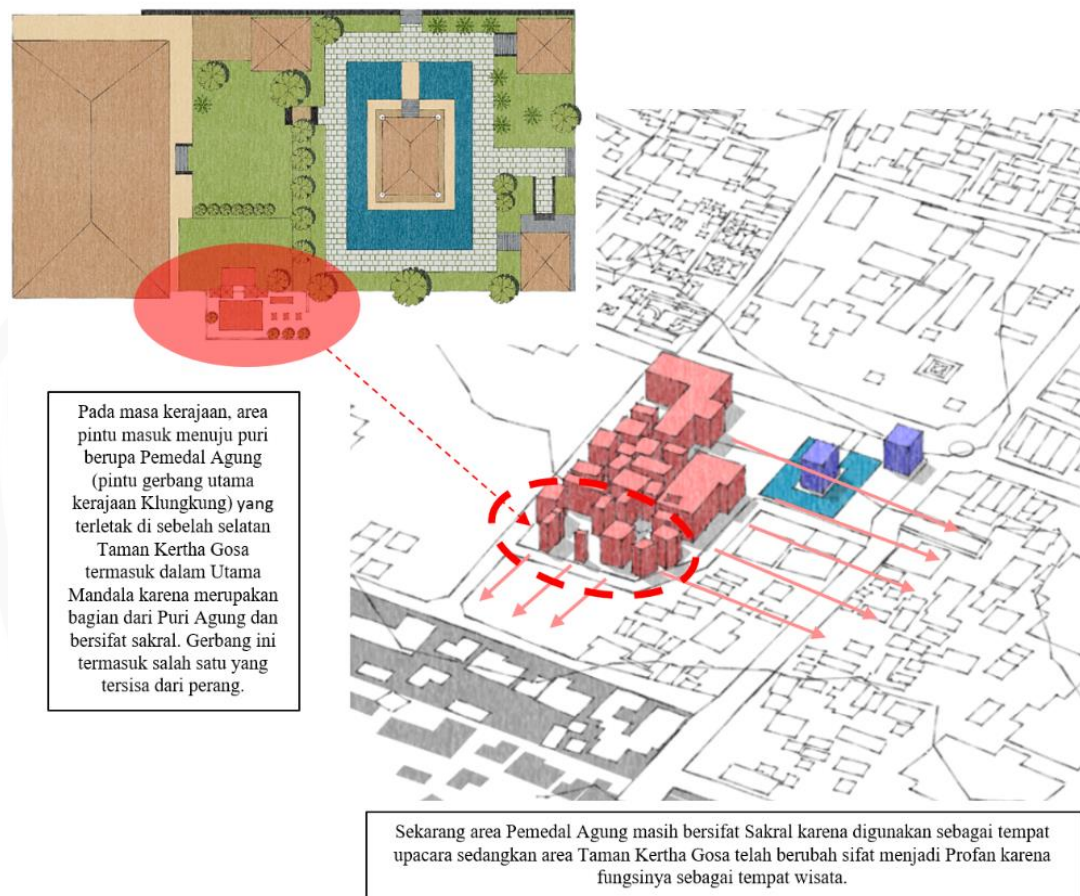 Pada masa kerajaan, area
pintu masuk menuju puri
berupa Pemedal Agung
(pintu gerbang utama
kerajaan Klungkung) yang
terletak di sebelah selatan
Taman Kertha Gosa
termasuk dalam Utama
Mandala karena merupakan
bagian dari Puri Agung dan
bersifat sakral. Gerbang ini
termasuk salah satu yang
tersisa dari perang.
Sekarang area Pemedal Agung masih bersifat Sakral karena digunakan sebagai tempat
upacara sedangkan area Taman Kertha Gosa telah berubah sifat menjadi Profan karena
fungsinya sebagai tempat wisata.